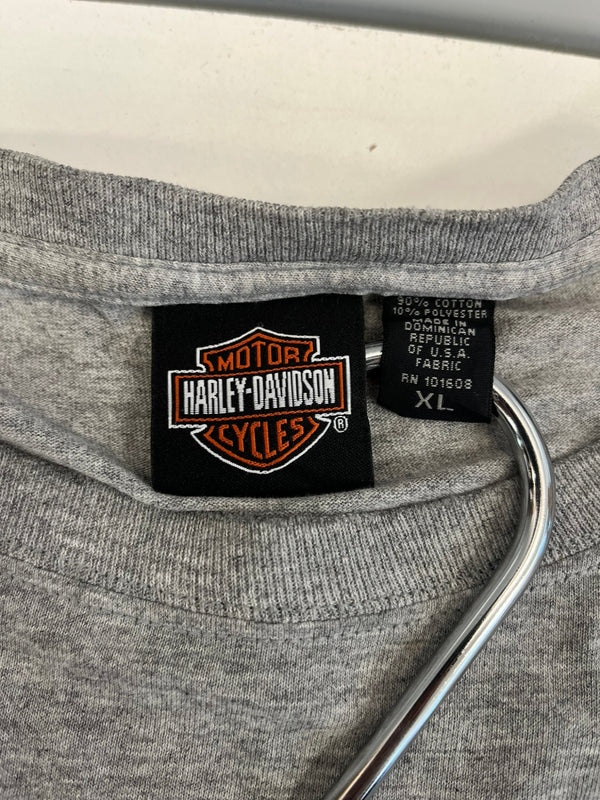 MOTOR
HARLEY-DAVIDSON
CYCLES
®
90% COTTON
10% POLYESTER
MADE IN
DOMINICAN
REPUBLIC
OF U.S.A.
FABRIC
RN 101608
XL